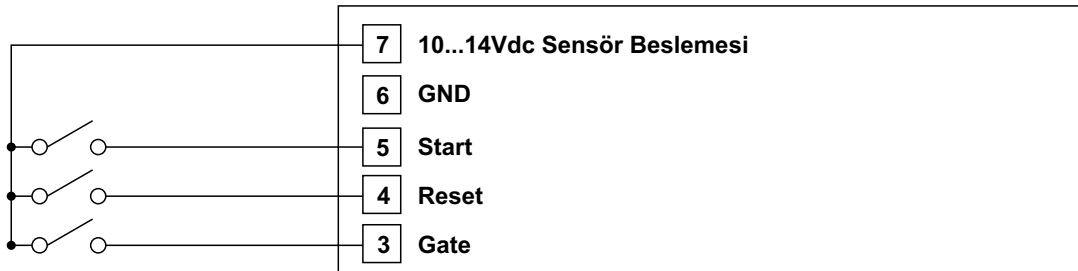 7 10...14Vdc Sensör Beslemesi
6 GND
5 Start
4 Reset
3 Gate